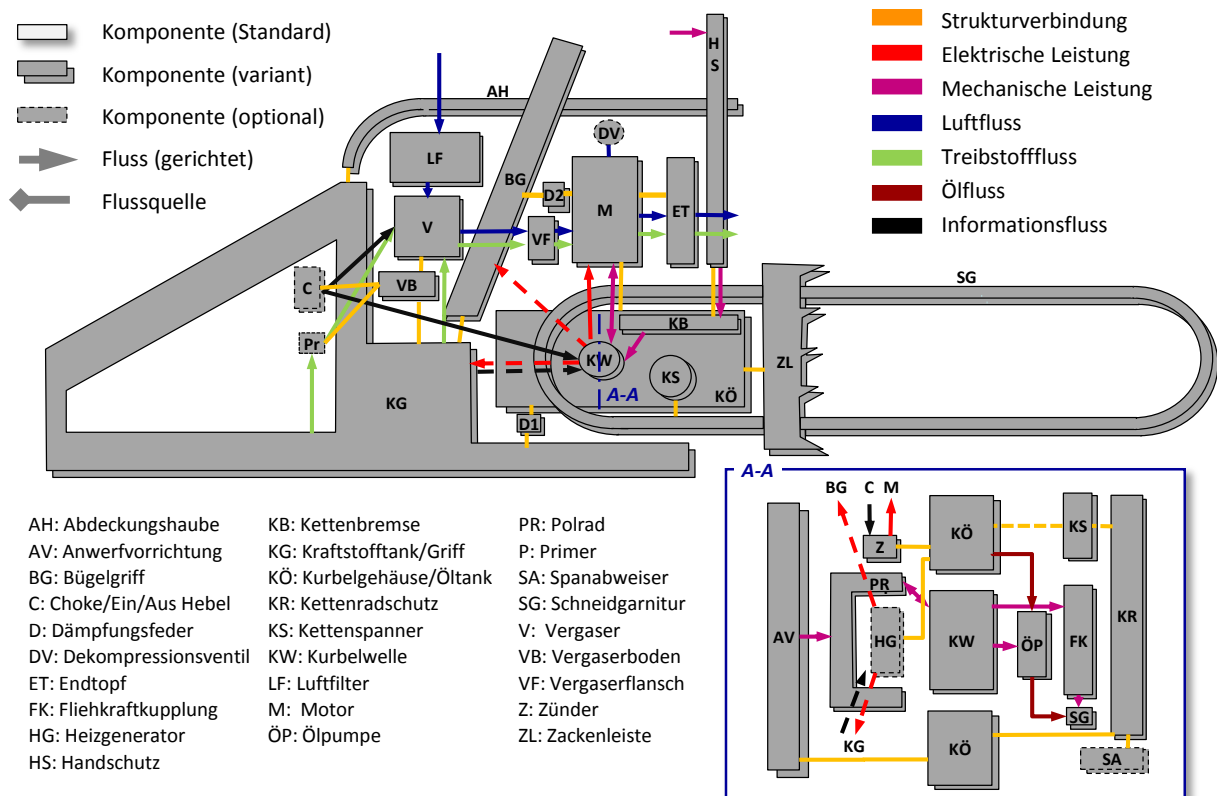 Komponente (Standard)
Komponente (variant)
Komponente (optional)
Fluss (gerichtet)
Flussquelle
Strukturverbindung
Elektrische Leistung
Mechanische Leistung
Luftfluss
Treibstofffluss
Ölfluss
Informationsfluss
AH
H
S
DV
LF
BG
D2
M
ET
V
VF
SG
C
VB
KB
Pr
KW
KS
ZL
A-A
KÖ
KG
D1
A-A
BG
C
M
KÖ
KS
Z
PR
AV
HG
KW
ÖP
FK
KR
SG
KG
KÖ
SA
AH: Abdeckungshaube
AV: Anwerfvorrichtung
BG: Bügelgriff
C: Choke/Ein/Aus Hebel
D: Dämpfungsfeder
DV: Dekompressionsventil
ET: Endtopf
FK: Fliehkraftkupplung
HG: Heizgenerator
HS: Handschutz
KB: Kettenbremse
KG: Kraftstofftank/Griff
KÖ: Kurbelgehäuse/Öltank
KR: Kettenradschutz
KS: Kettenspanner
KW: Kurbelwelle
LF: Luftfilter
M: Motor
ÖP: Ölpumpe
PR: Polrad
P: Primer
SA: Spanabweiser
SG: Schneidgarnitur
V: Vergaser
VB: Vergaserboden
VF: Vergaserflansch
Z: Zünder
ZL: Zackenleiste